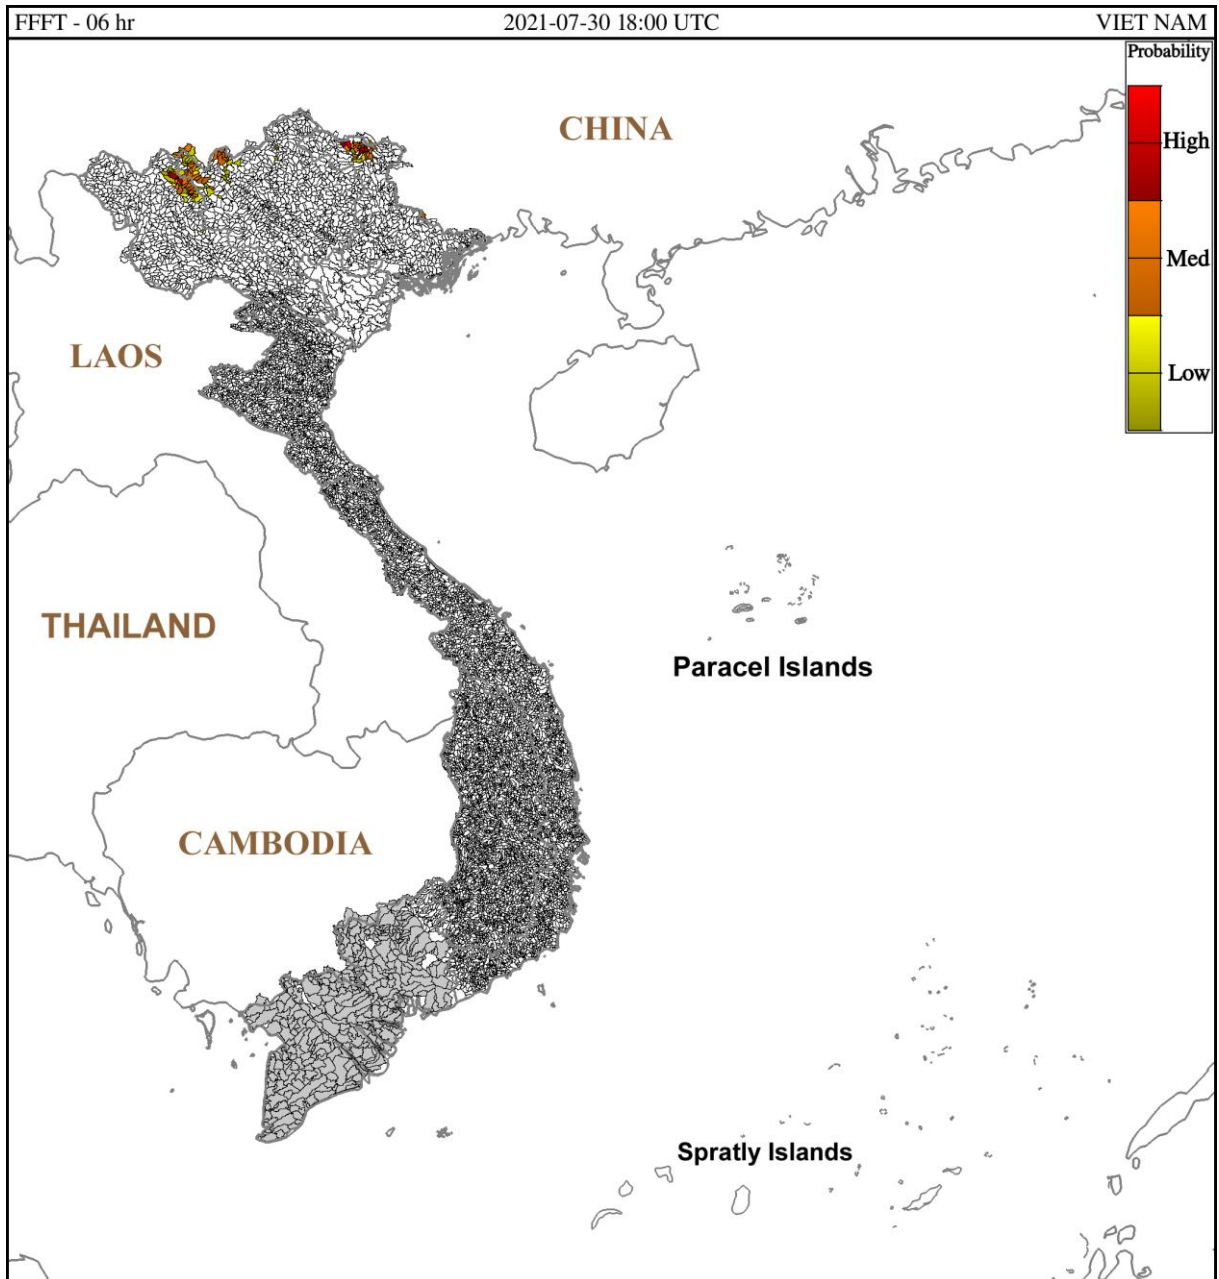 FFFT - 06 hr 2021-07-30 18:00 UTC VIET NAM
Probability
CHINA
High
Med
LAOS
Low
THAILAND
Paracel Islands
CAMBODIA
Spratly Islands